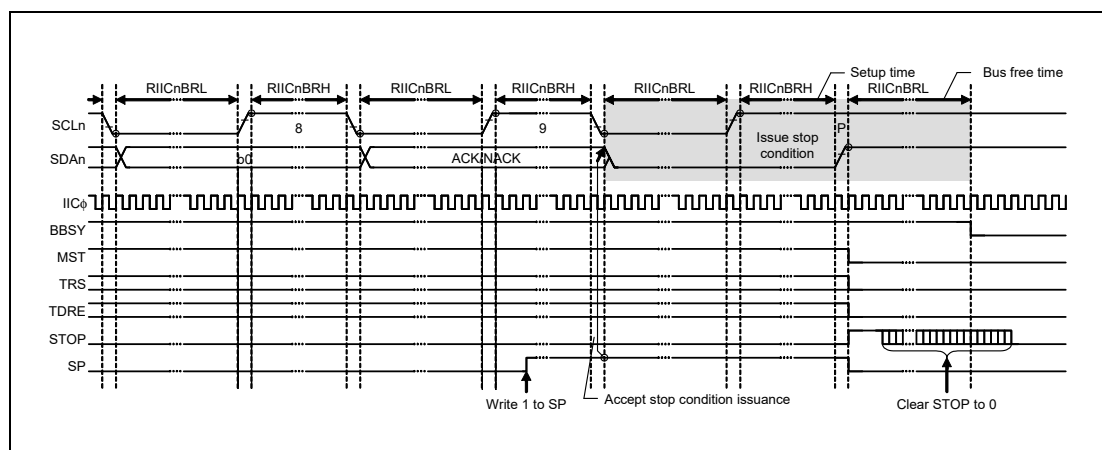 Setup time
Bus free time
RIICnBRL RIICnBRH RIICnBRL RIICnBRH RIICnBRL RIICnBRH RIICnBRL
SCLn
8 9 Issue stop condition P
SDAn
b0 ACK/NACK
IICφ
BBSY
MST
TRS
TDRE
STOP
SP
Write 1 to SP
Accept stop condition issuance
Clear STOP to 0